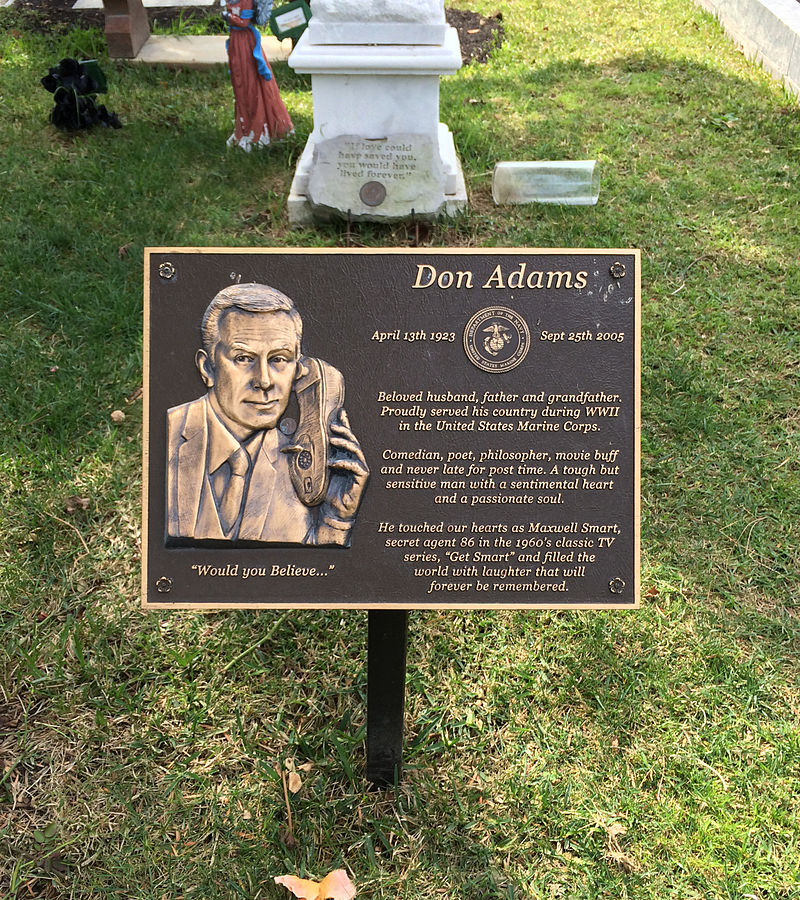 "If love could
have saved you,
you would have
lived forever."
Don Adams
April 13th 1923
Sept 25th 2005
Beloved husband, father and grandfather.
Proudly served his country during WWII
in the United States Marine Corps.
Comedian, poet, philosopher, movie buff
and never late for post time. A tough but
sensitive man with a sentimental heart
and a passionate soul.
He touched our hearts as Maxwell Smart,
secret agent 86 in the 1960's classic TV
series, "Get Smart" and filled the
world with laughter that will
forever be remembered.
"Would you Believe..."